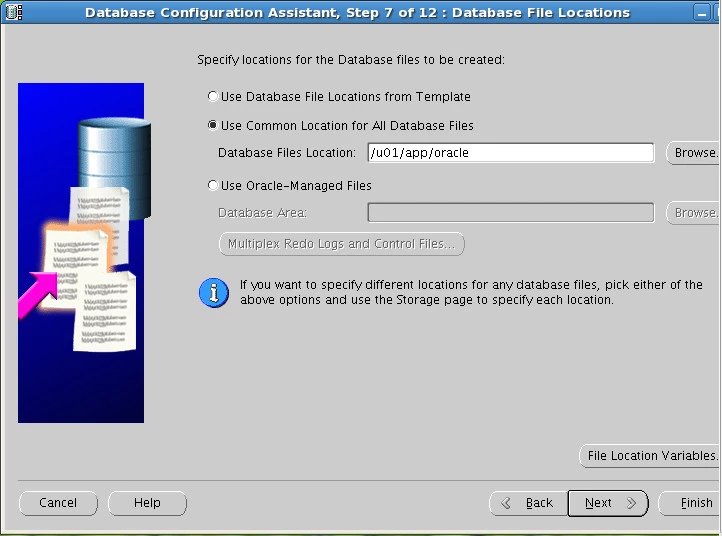 Database Configuration Assistant, Step 7 of 12 : Database File Locations
Specify locations for the Database files to be created:
Use Database File Locations from Template
Use Common Location for All Database Files
Database Files Location: /u01/app/oracle Browse.
Use Oracle-Managed Files
Database Area: Browse.
Multiplex Redo Logs and Control Files...
If you want to specify different locations for any database files, pick either of the
above options and use the Storage page to specify each location.
File Location Variables.
Cancel Help Back Next Finish